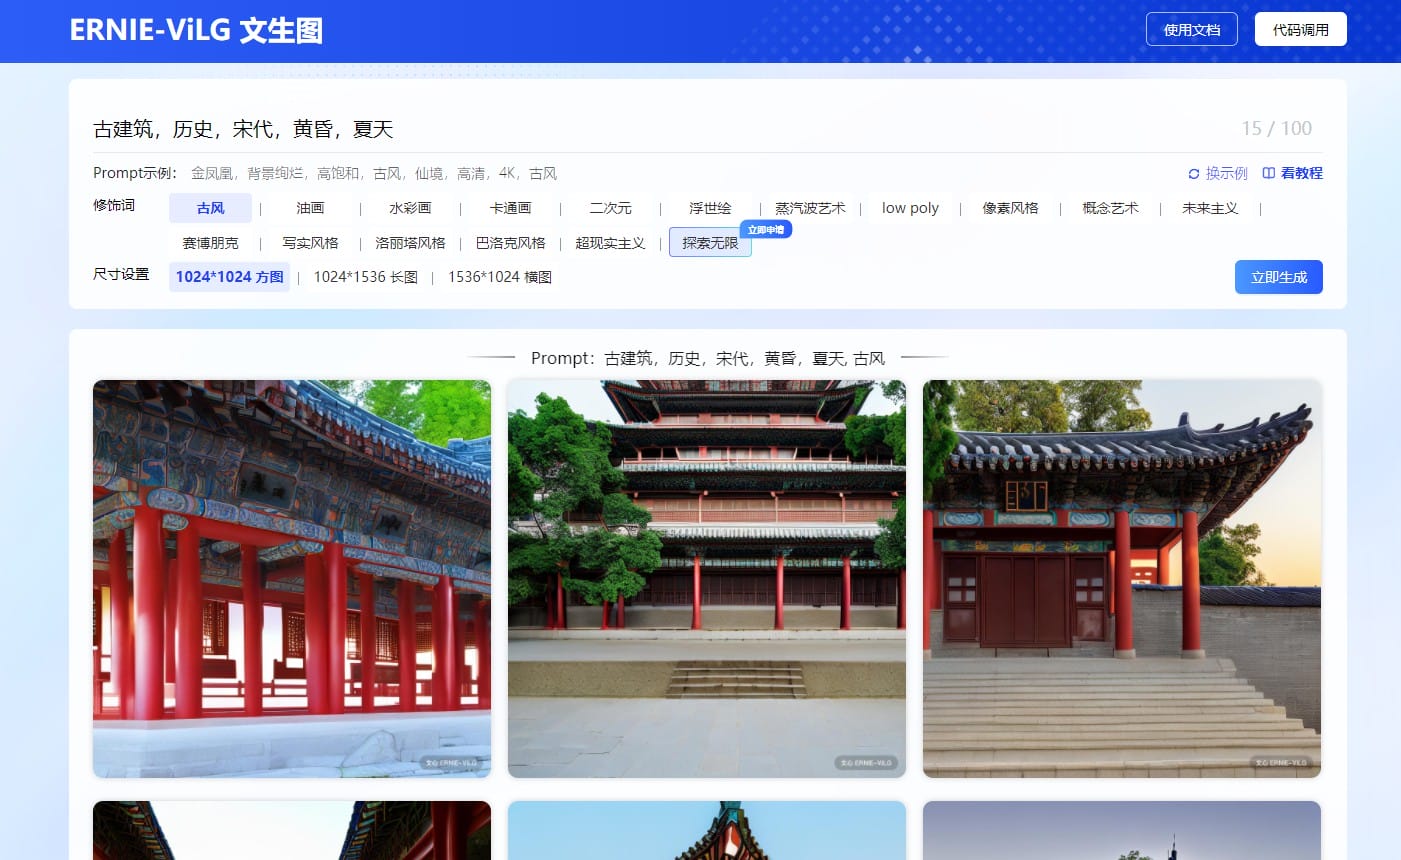 ERNIE-ViLG 文生图
使用文档
代码调用
古建筑，历史，宋代，黄昏，夏天
15 / 100
Prompt示例： 金凤凰，背景绚烂，高饱和，古风，仙境，高清，4K，古风
换示例
看教程
修饰词
古风 | 油画 | 水彩画 | 卡通画 | 二次元 | 浮世绘 | 蒸汽波艺术 | low poly | 像素风格 | 概念艺术 | 未来主义 |
立即申请
赛博朋克 | 写实风格 | 洛丽塔风格 | 巴洛克风格 | 超现实主义 | 探索无限
尺寸设置
1024*1024 方图 | 1024*1536 长图 | 1536*1024 横图
立即生成
Prompt：古建筑，历史，宋代，黄昏，夏天, 古风
文心 ERNIE-ViLG
文心 ERNIE-ViLG
文心 ERNIE-ViLG